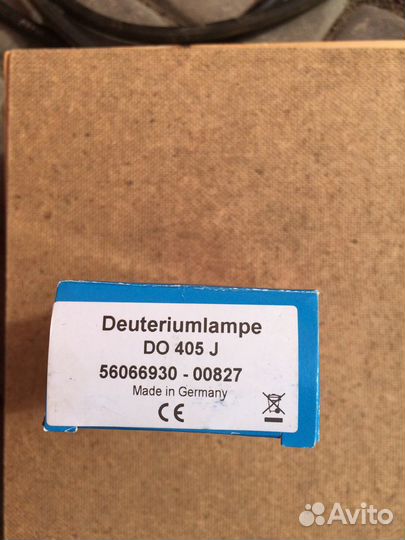 Deuteriumlampe
DO 405 J
56066930 - 00827
Made in Germany
CE
Avito